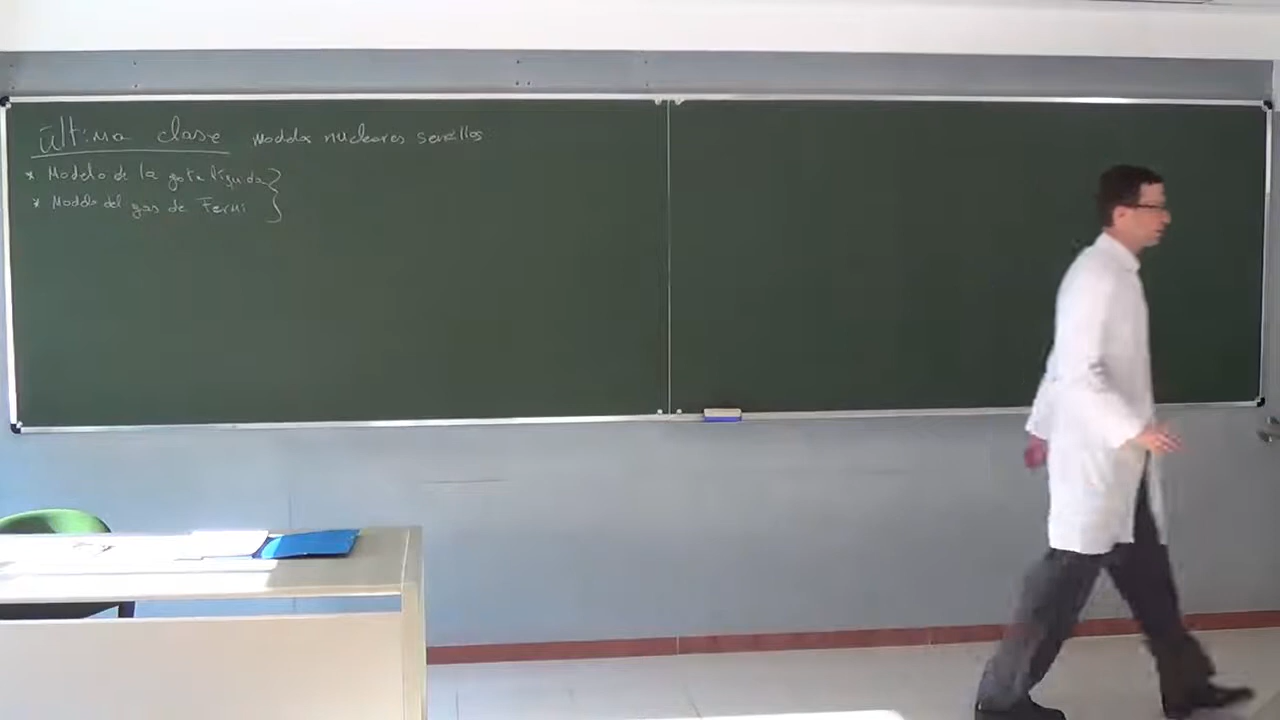 Última clase modelos nucleares sencillos
* Modelo de la gota líquida
* Modelo del gas de Fermi